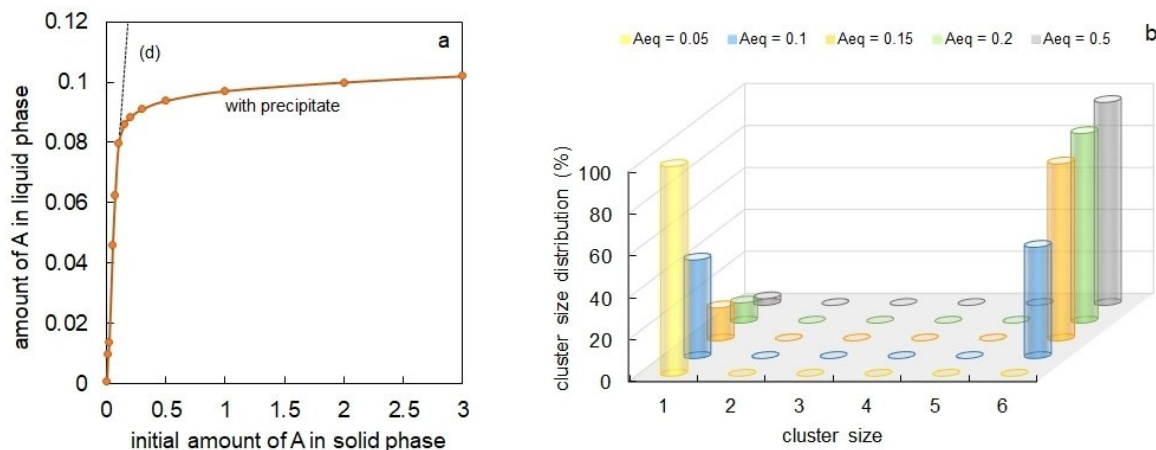 a
0.12
0.1
0.08
0.06
0.04
0.02
0
(d)
with precipitate
0 0.5 1 1.5 2 2.5 3
amount of A in liquid phase
initial amount of A in solid phase
b
Aeq = 0.05 Aeq = 0.1 Aeq = 0.15 Aeq = 0.2 Aeq = 0.5
100
80
60
40
20
0
cluster size distribution (%)
1 2 3 4 5 6
cluster size